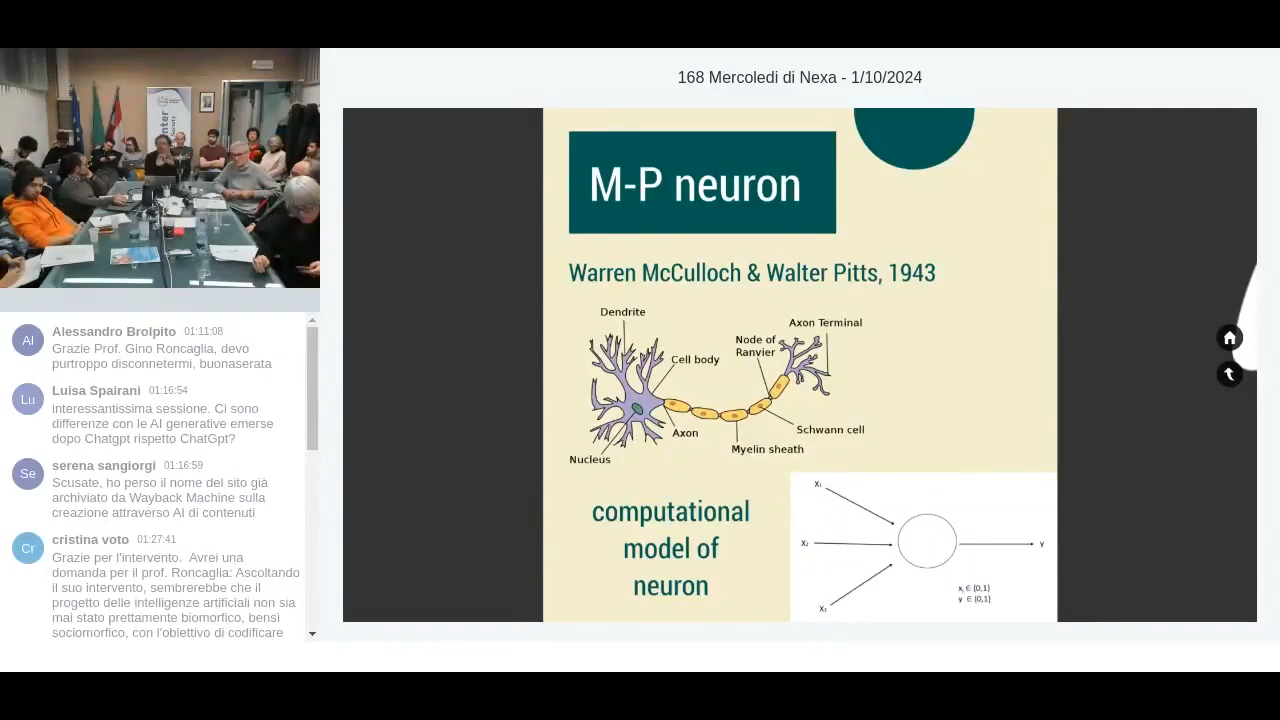 168 Mercoledi di Nexa - 1/10/2024
M-P neuron
Warren McCulloch & Walter Pitts, 1943
Dendrite
Axon Terminal
Node of
Ranvier
Cell body
Axon
Schwann cell
Myelin sheath
Nucleus
computational
model of
neuron
X₁
X₂
X₃
y
xᵢ ∈ {0,1}
y ∈ {0,1}
Al
Alessandro Brolpito 01:11:08
Grazie Prof. Gino Roncaglia, devo
purtroppo disconnetermi, buonaserata
Lu
Luisa Spairani 01:16:54
interessantissima sessione. Ci sono
differenze con le AI generative emerse
dopo Chatgpt rispetto ChatGpt?
Se
serena sangiorgi 01:16:59
Scusate, ho perso il nome del sito già
archiviato da Wayback Machine sulla
creazione attraverso AI di contenuti
Cr
cristina voto 01:27:41
Grazie per l'intervento. Avrei una
domanda per il prof. Roncaglia: Ascoltando
il suo intervento, sembrerebbe che il
progetto delle intelligenze artificiali non sia
mai stato prettamente biomorfico, bensì
sociomorfico, con l'obiettivo di codificare